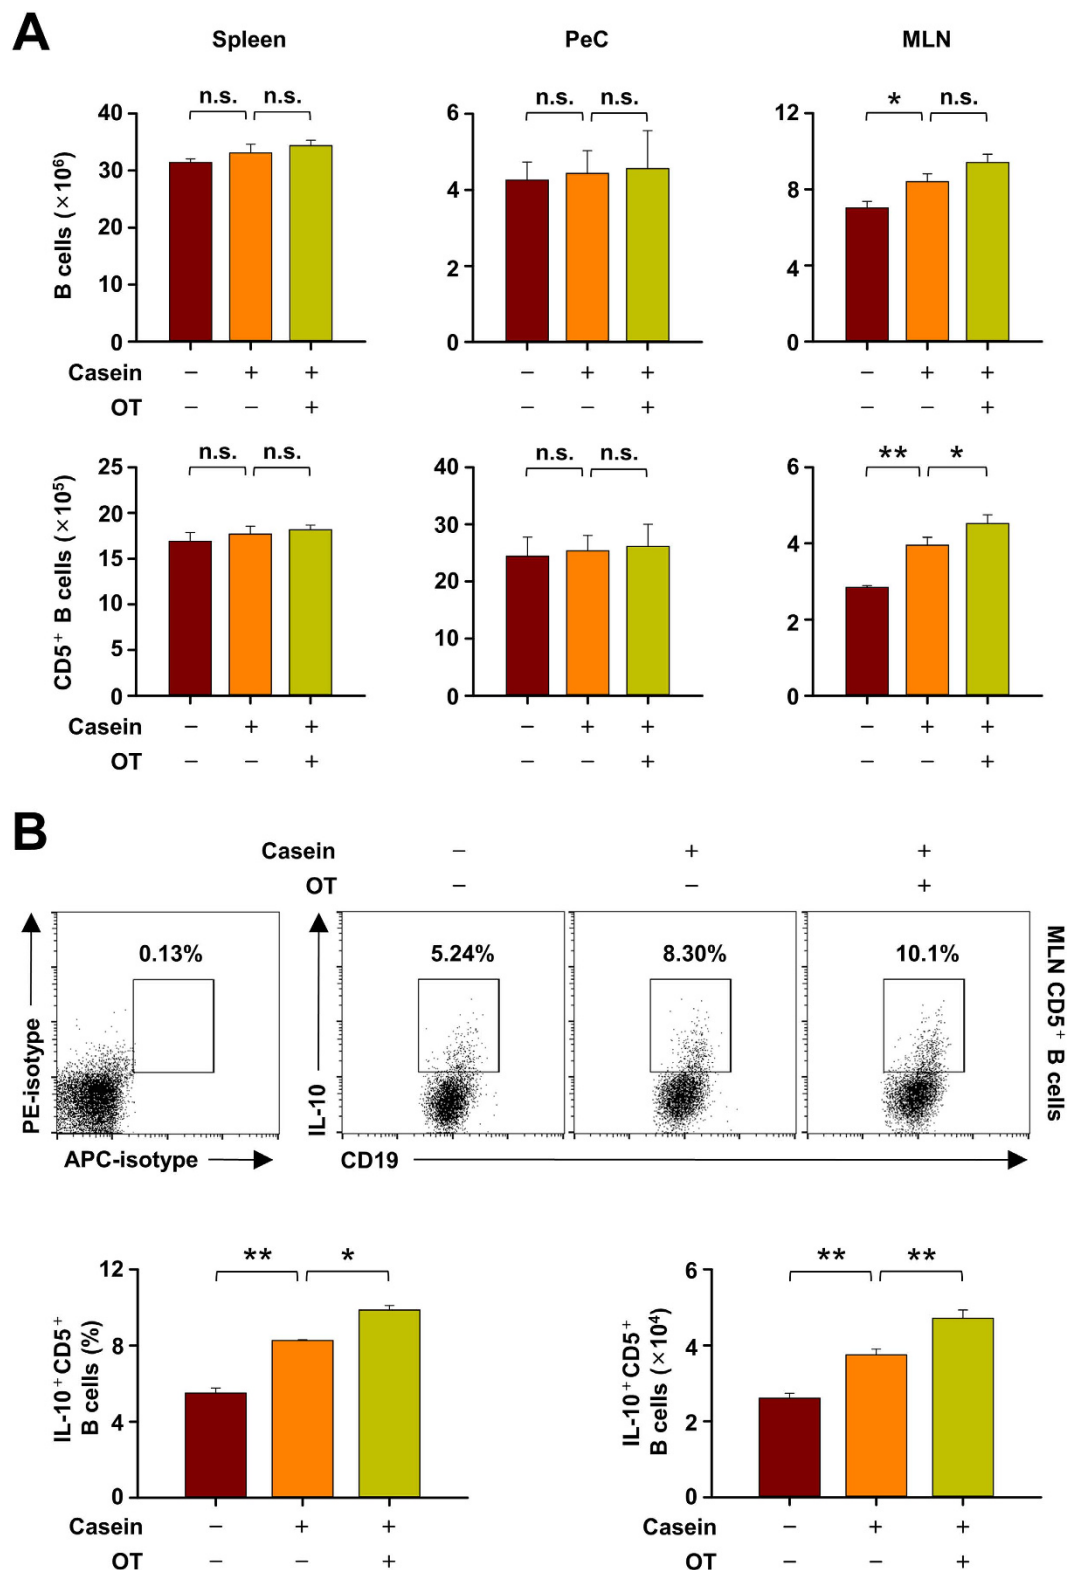 A
Spleen PeC MLN
n.s. n.s. n.s. n.s. * n.s.
B cells (×10⁶)
40 30 20 10 0
6 4 2 0
12 8 4 0
Casein − + + − + + − + +
OT − − + − − + − − +
n.s. n.s. n.s. n.s. ** *
CD5⁺ B cells (×10⁵)
25 20 15 10 5 0
40 30 20 10 0
6 4 2 0
Casein − + + − + + − + +
OT − − + − − + − − +
B
Casein − + +
OT − − +
0.13% 5.24% 8.30% 10.1%
PE-isotype
IL-10
MLN CD5⁺ B cells
APC-isotype
CD19
** * ** **
IL-10⁺CD5⁺
B cells (%)
12 8 4 0
IL-10⁺CD5⁺
B cells (×10⁴)
6 4 2 0
Casein − + + Casein − + +
OT − − + OT − − +